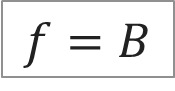 f = B